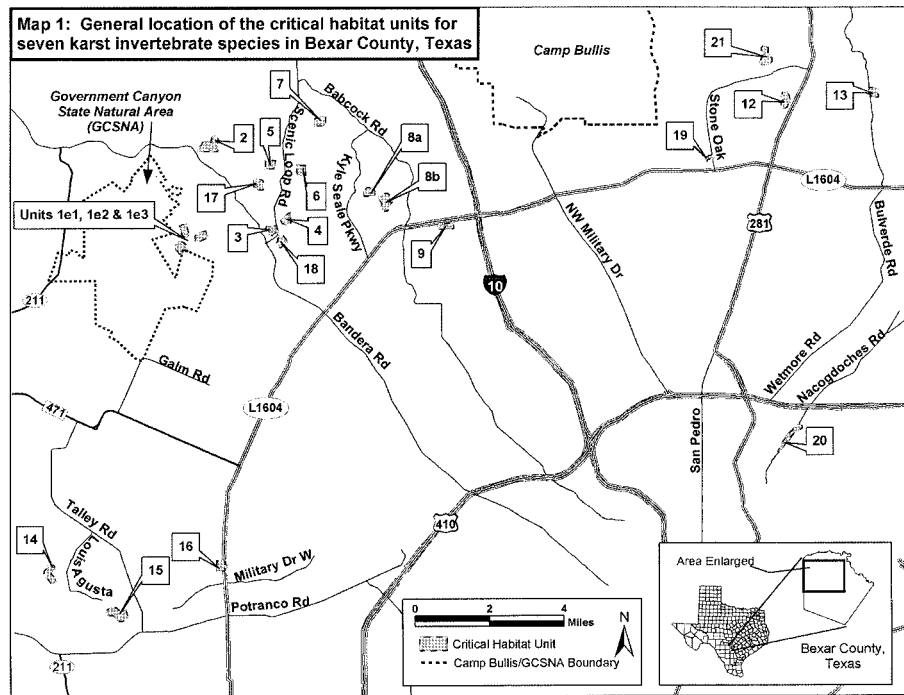 Map 1: General location of the critical habitat units for
seven karst invertebrate species in Bexar County, Texas
Camp Bullis
21
Government Canyon
State Natural Area
(GCSNA)
7
Babcock Rd
12
13
2
5
Scenic Loop Rd
8a
Stone Oak
19
17
6
Kyle Seale Pkwy
8b
L1604
Units 1e1, 1e2 & 1e3
3
4
18
9
NW Military Dr
281
Bulverde Rd
10
211
Bandera Rd
Galm Rd
Wetmore Rd
Nacogdoches Rd
471
L1604
San Pedro
20
Talley Rd
410
14
Louis Agusta
15
16
Military Dr W
Potranco Rd
211
0 2 4
Miles
N
Critical Habitat Unit
Camp Bullis/GCSNA Boundary
Area Enlarged
Bexar County,
Texas